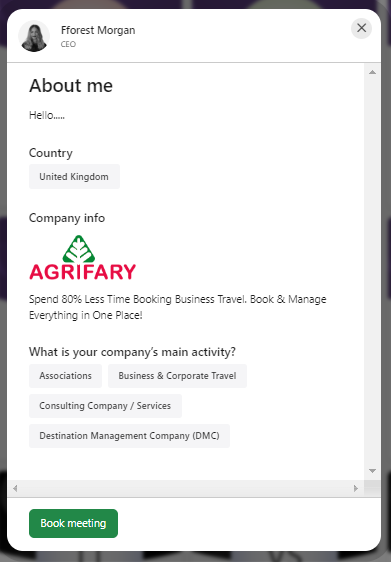 Fforest Morgan
CEO
About me
Hello.....
Country
United Kingdom
Company info
AGRIFARY
Spend 80% Less Time Booking Business Travel. Book & Manage
Everything in One Place!
What is your company's main activity?
Associations
Business & Corporate Travel
Consulting Company / Services
Destination Management Company (DMC)
Book meeting